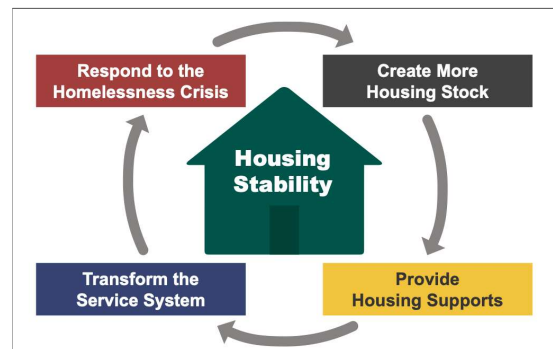 Respond to the
Homelessness Crisis
Create More
Housing Stock
Housing
Stability
Transform the
Service System
Provide
Housing Supports